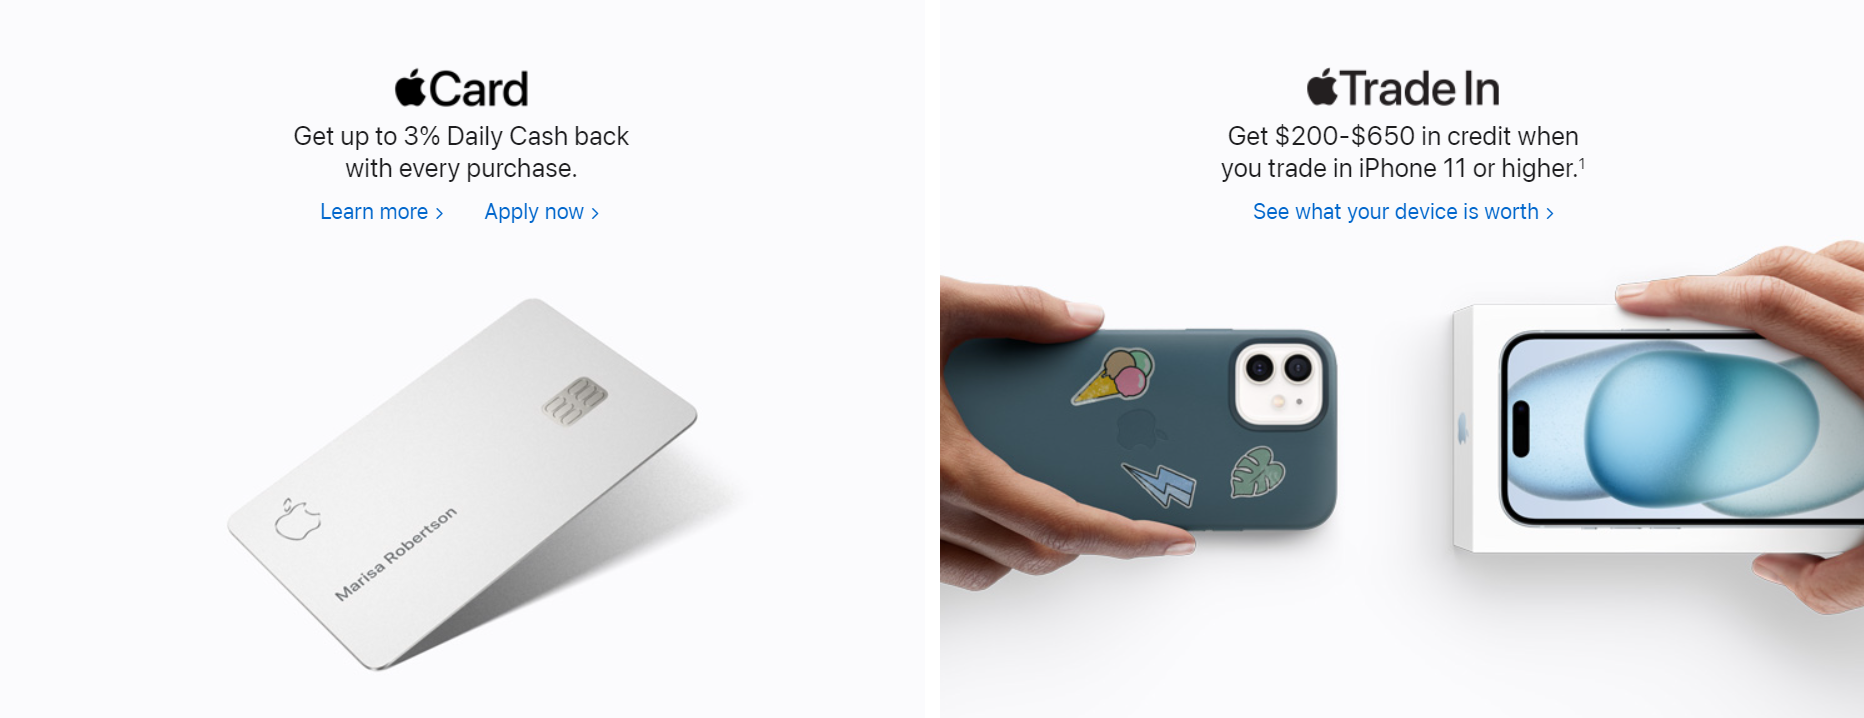 Card
Get up to 3% Daily Cash back
with every purchase.
Learn more >
Apply now >
Marisa Robertson
Trade In
Get $200-$650 in credit when
you trade in iPhone 11 or higher.¹
See what your device is worth >